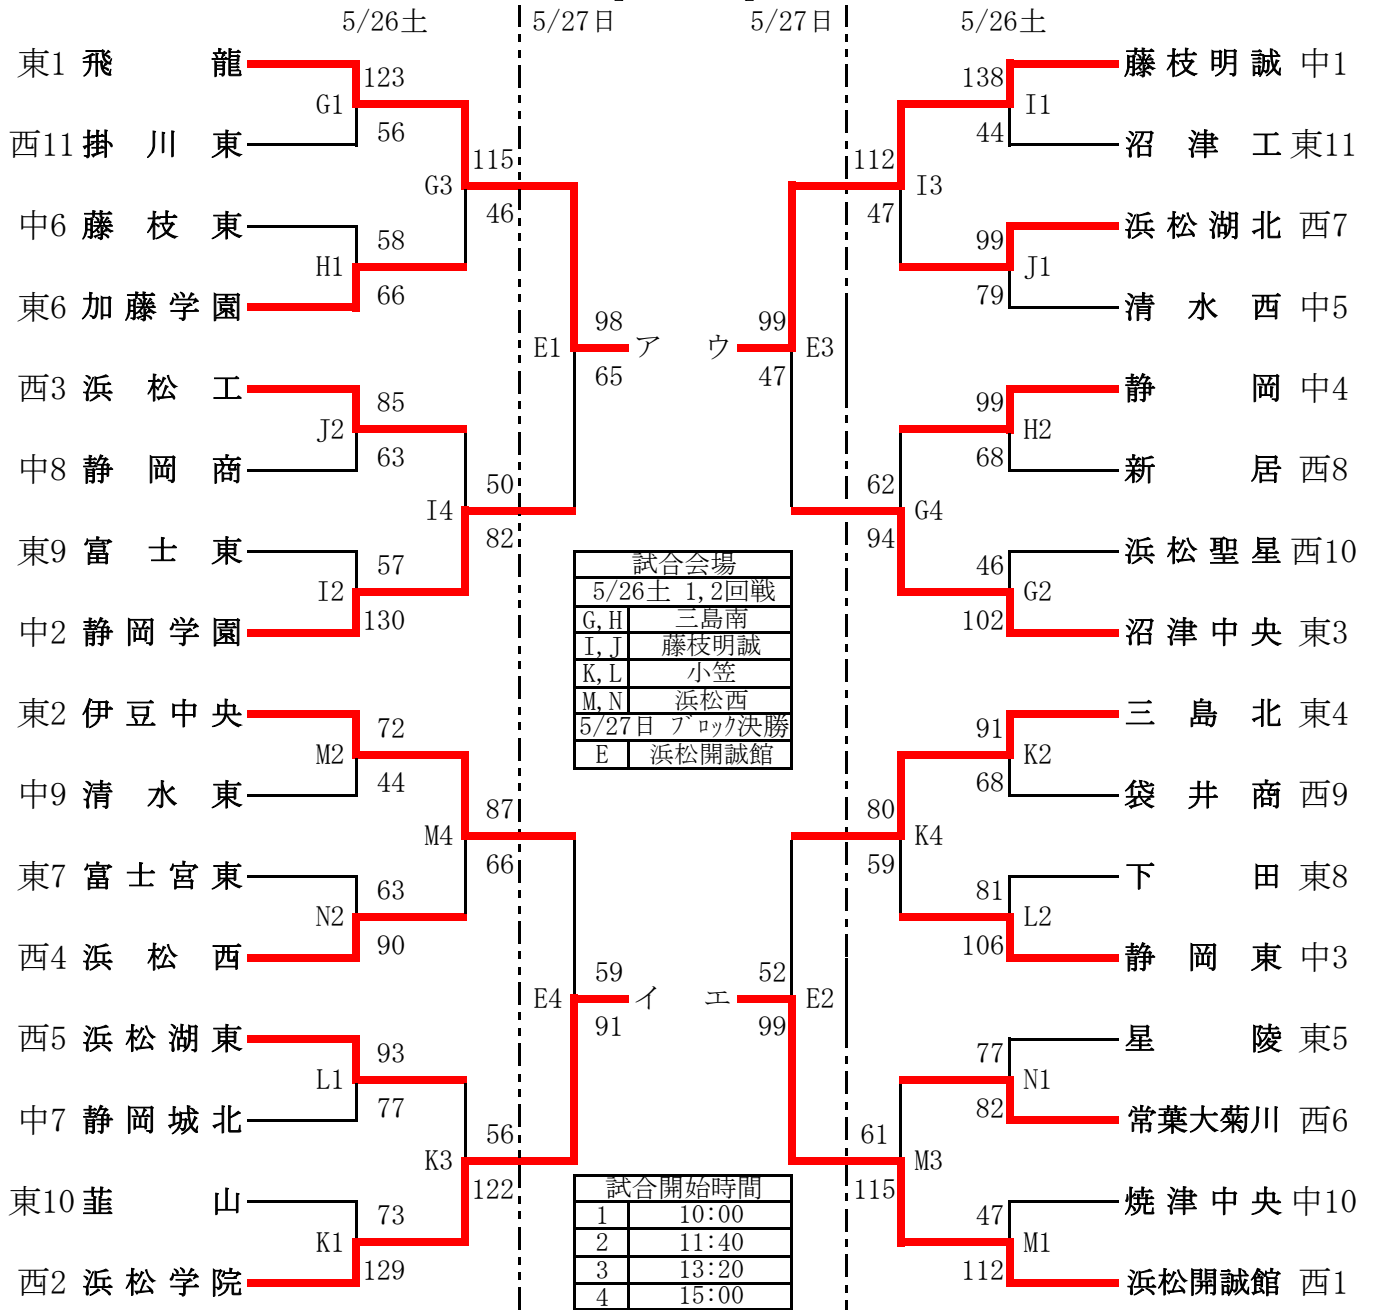 5/26土 5/27日 5/27日 5/26土
東1 飛龍 123 138 藤枝明誠 中1
G1 I1
西11 掛川東 56 44 沼津工 東11
115 112
G3 I3
46 47
中6 藤枝東 58 99 浜松湖北 西7
H1 J1
東6 加藤学園 66 79 清水西 中5
98 99
E1 ア ウ E3
65 47
西3 浜松工 85 99 静岡 中4
J2 H2
中8 静岡商 63 68 新居 西8
50 62
I4 G4
82 94
東9 富士東 57 46 浜松聖星 西10
I2 G2
中2 静岡学園 130 102 沼津中央 東3
試合会場
5/26土 1,2回戦
G,H 三島南
I,J 藤枝明誠
K,L 小笠
M,N 浜松西
5/27日 ブロック決勝
E 浜松開誠館
東2 伊豆中央 72 91 三島北 東4
M2 K2
中9 清水東 44 68 袋井商 西9
87 80
M4 K4
66 59
東7 富士宮東 63 81 下田 東8
N2 L2
西4 浜松西 90 106 静岡東 中3
59 52
E4 イ エ E2
91 99
西5 浜松湖東 93 77 星陵 東5
L1 N1
中7 静岡城北 77 82 常葉大菊川 西6
56 61
K3 M3
122 115
東10 韮山 73 47 焼津中央 中10
K1 M1
西2 浜松学院 129 112 浜松開誠館 西1
試合開始時間
1 10:00
2 11:40
3 13:20
4 15:00